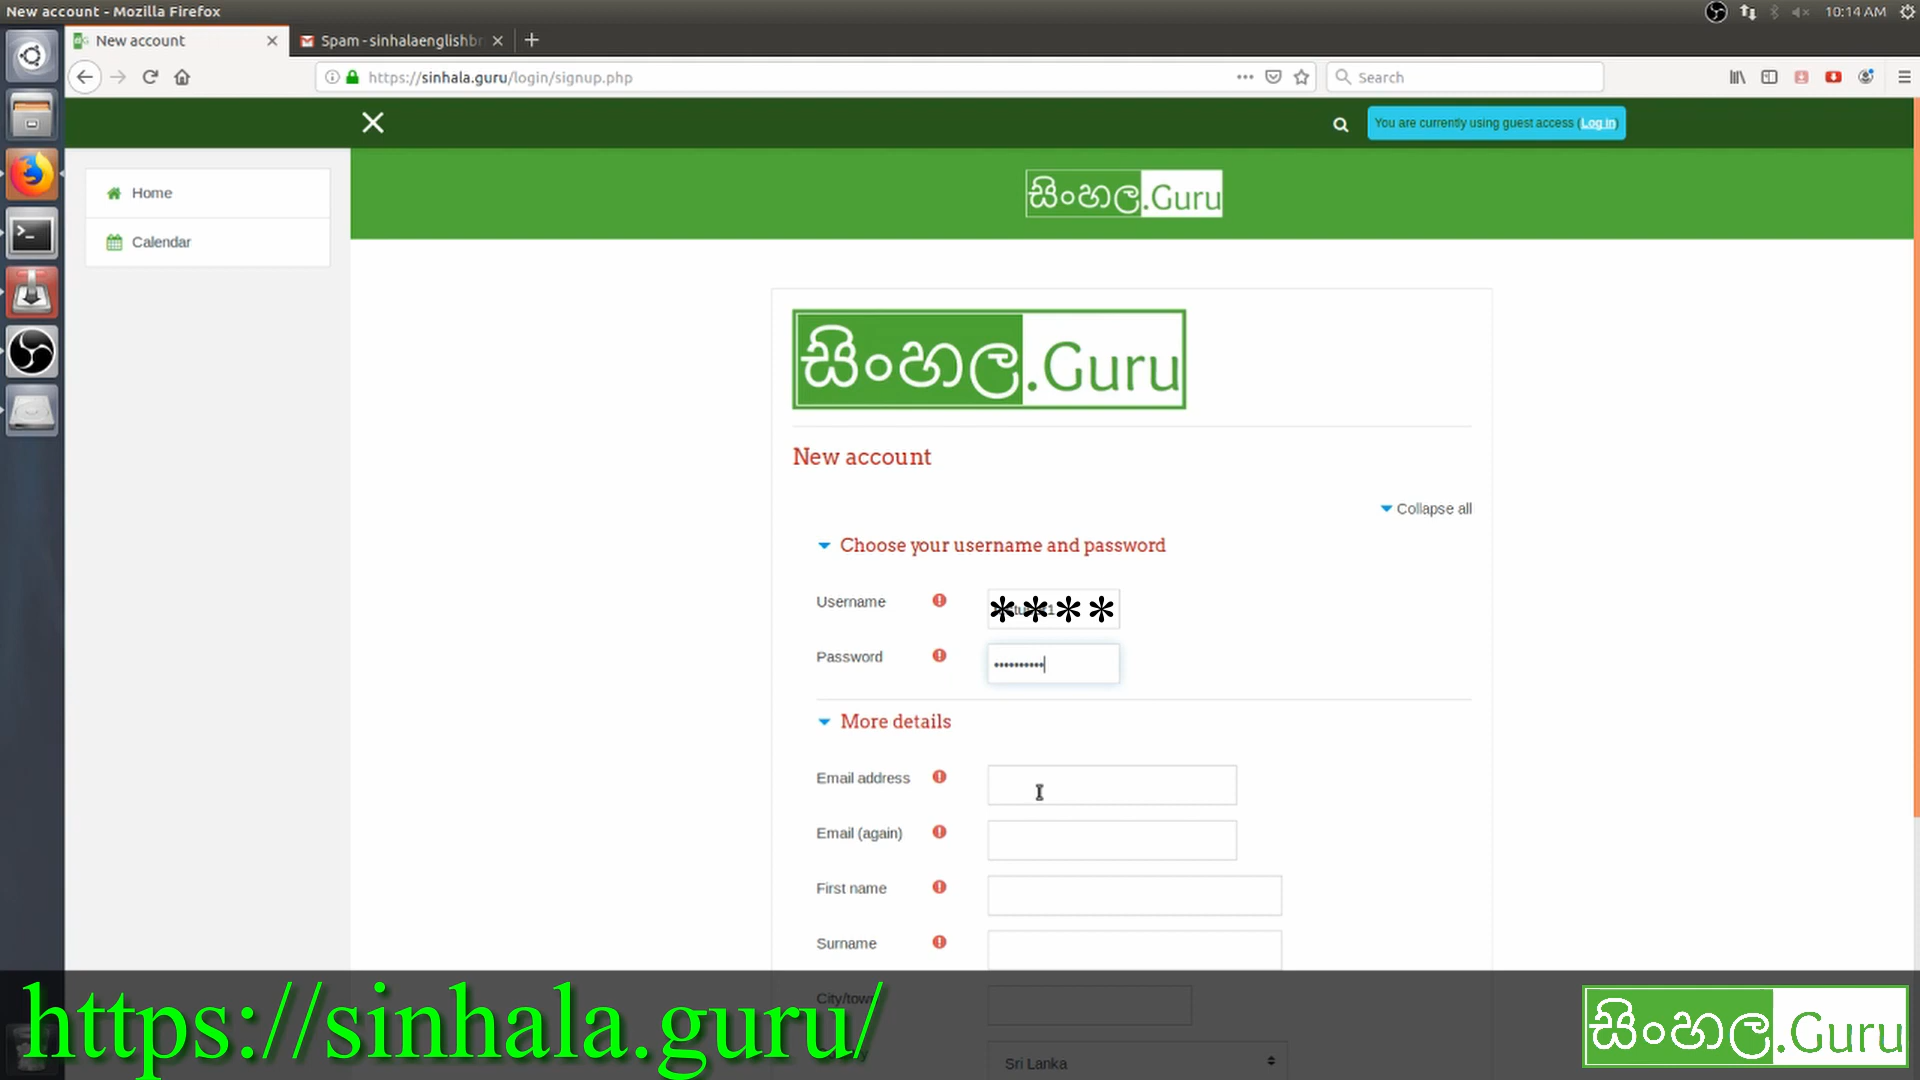 New account - Mozilla Firefox
10:14 AM
New account
Spam - sinhalaenglishbr
https://sinhala.guru/login/signup.php
Search
You are currently using guest access (Log in)
Home
Calendar
සිංහල.Guru
සිංහල.Guru
New account
Collapse all
Choose your username and password
Username
****
Password
••••••••••
More details
Email address
Email (again)
First name
Surname
City/town
Sri Lanka
https://sinhala.guru/
සිංහල.Guru